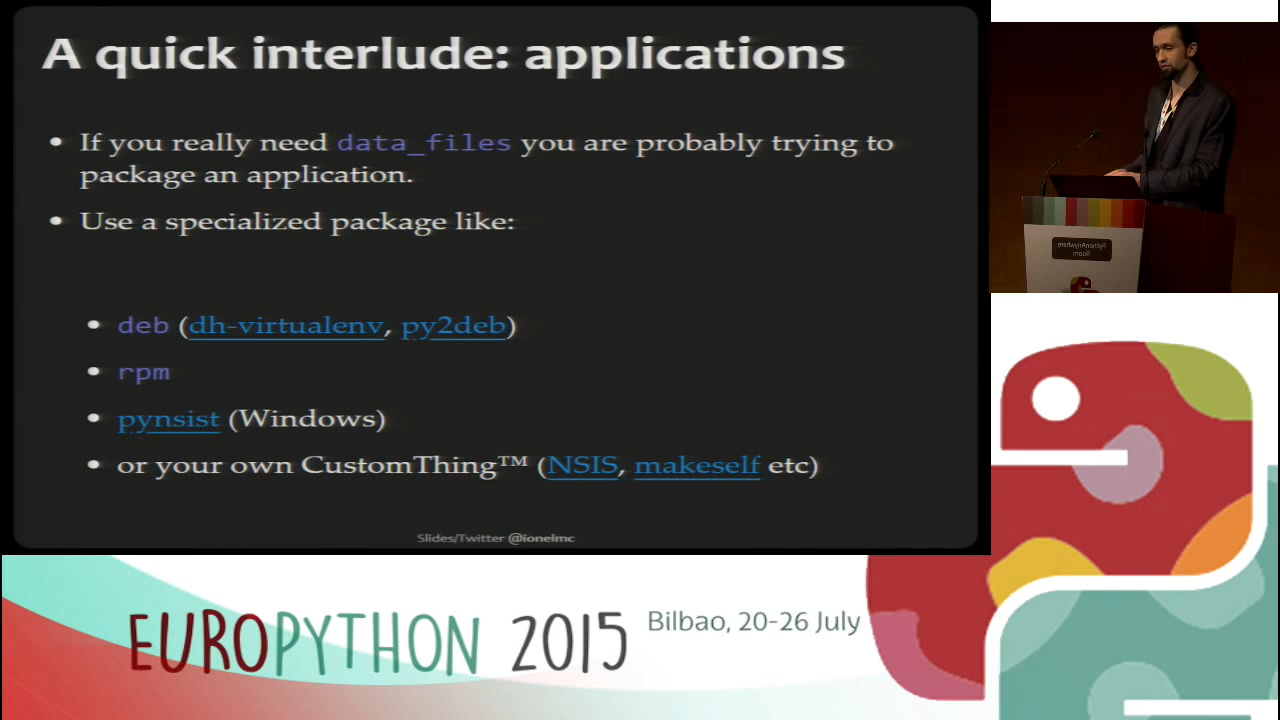 A quick interlude: applications
• If you really need data_files you are probably trying to
package an application.
• Use a specialized package like:
• deb (dh-virtualenv, py2deb)
• rpm
• pynsist (Windows)
• or your own CustomThing™ (NSIS, makeself etc)
Slides/Twitter @ionelmc
PythonAnywhere
Room
EUROPYTHON 2015
Bilbao, 20-26 July